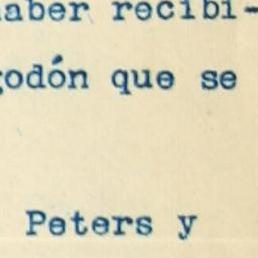 haber recibi-
godón que se
Peters y